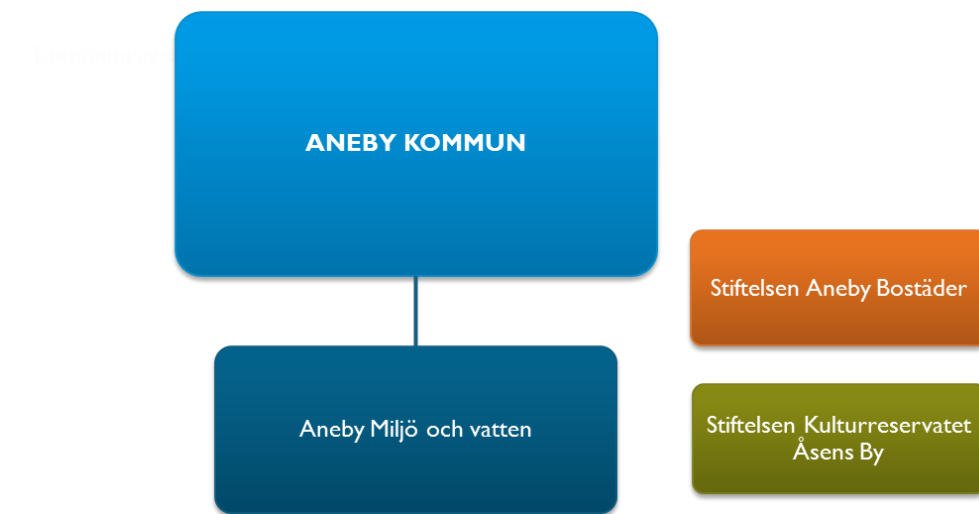 ANEBY KOMMUN
Stiftelsen Aneby Bostäder
Aneby Miljö och vatten
Stiftelsen Kulturreservatet
Åsens By